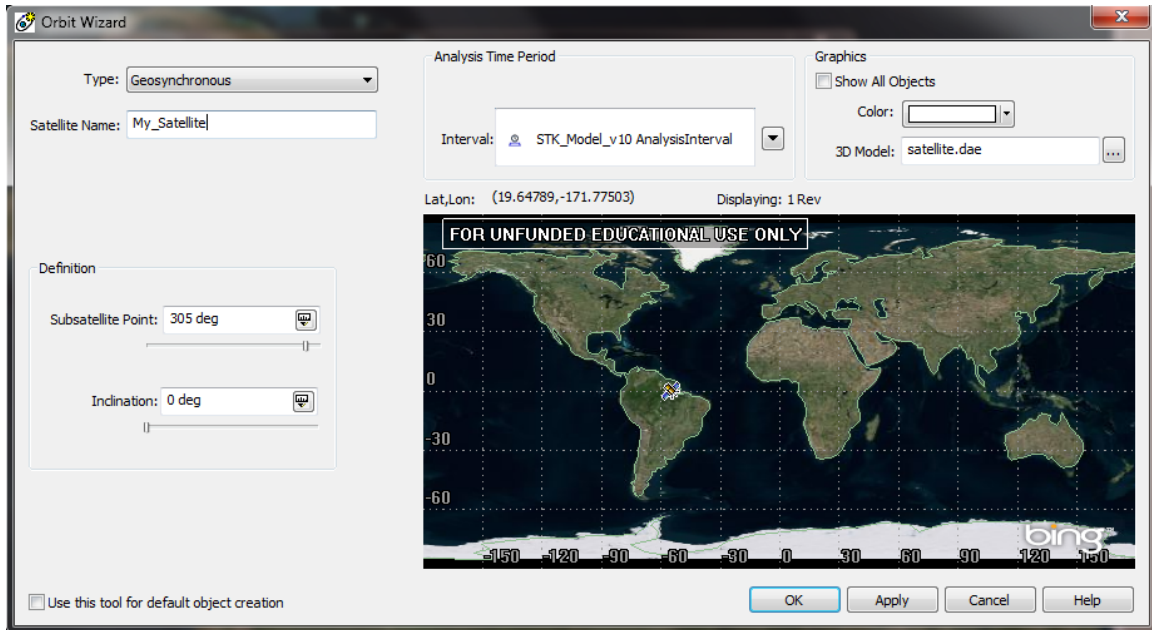 Orbit Wizard
Type: Geosynchronous
Satellite Name: My_Satellite
Definition
Subsatellite Point: 305 deg
Inclination: 0 deg
Use this tool for default object creation
Analysis Time Period
Interval: STK_Model_v10 AnalysisInterval
Graphics
Show All Objects
Color:
3D Model: satellite.dae
...
Lat,Lon: (19.64789,-171.77503) Displaying: 1 Rev
FOR UNFUNDED EDUCATIONAL USE ONLY
60
30
0
-30
-60
bing
-150 -120 -90 -60 -30 0 30 60 90 120 150
OK Apply Cancel Help